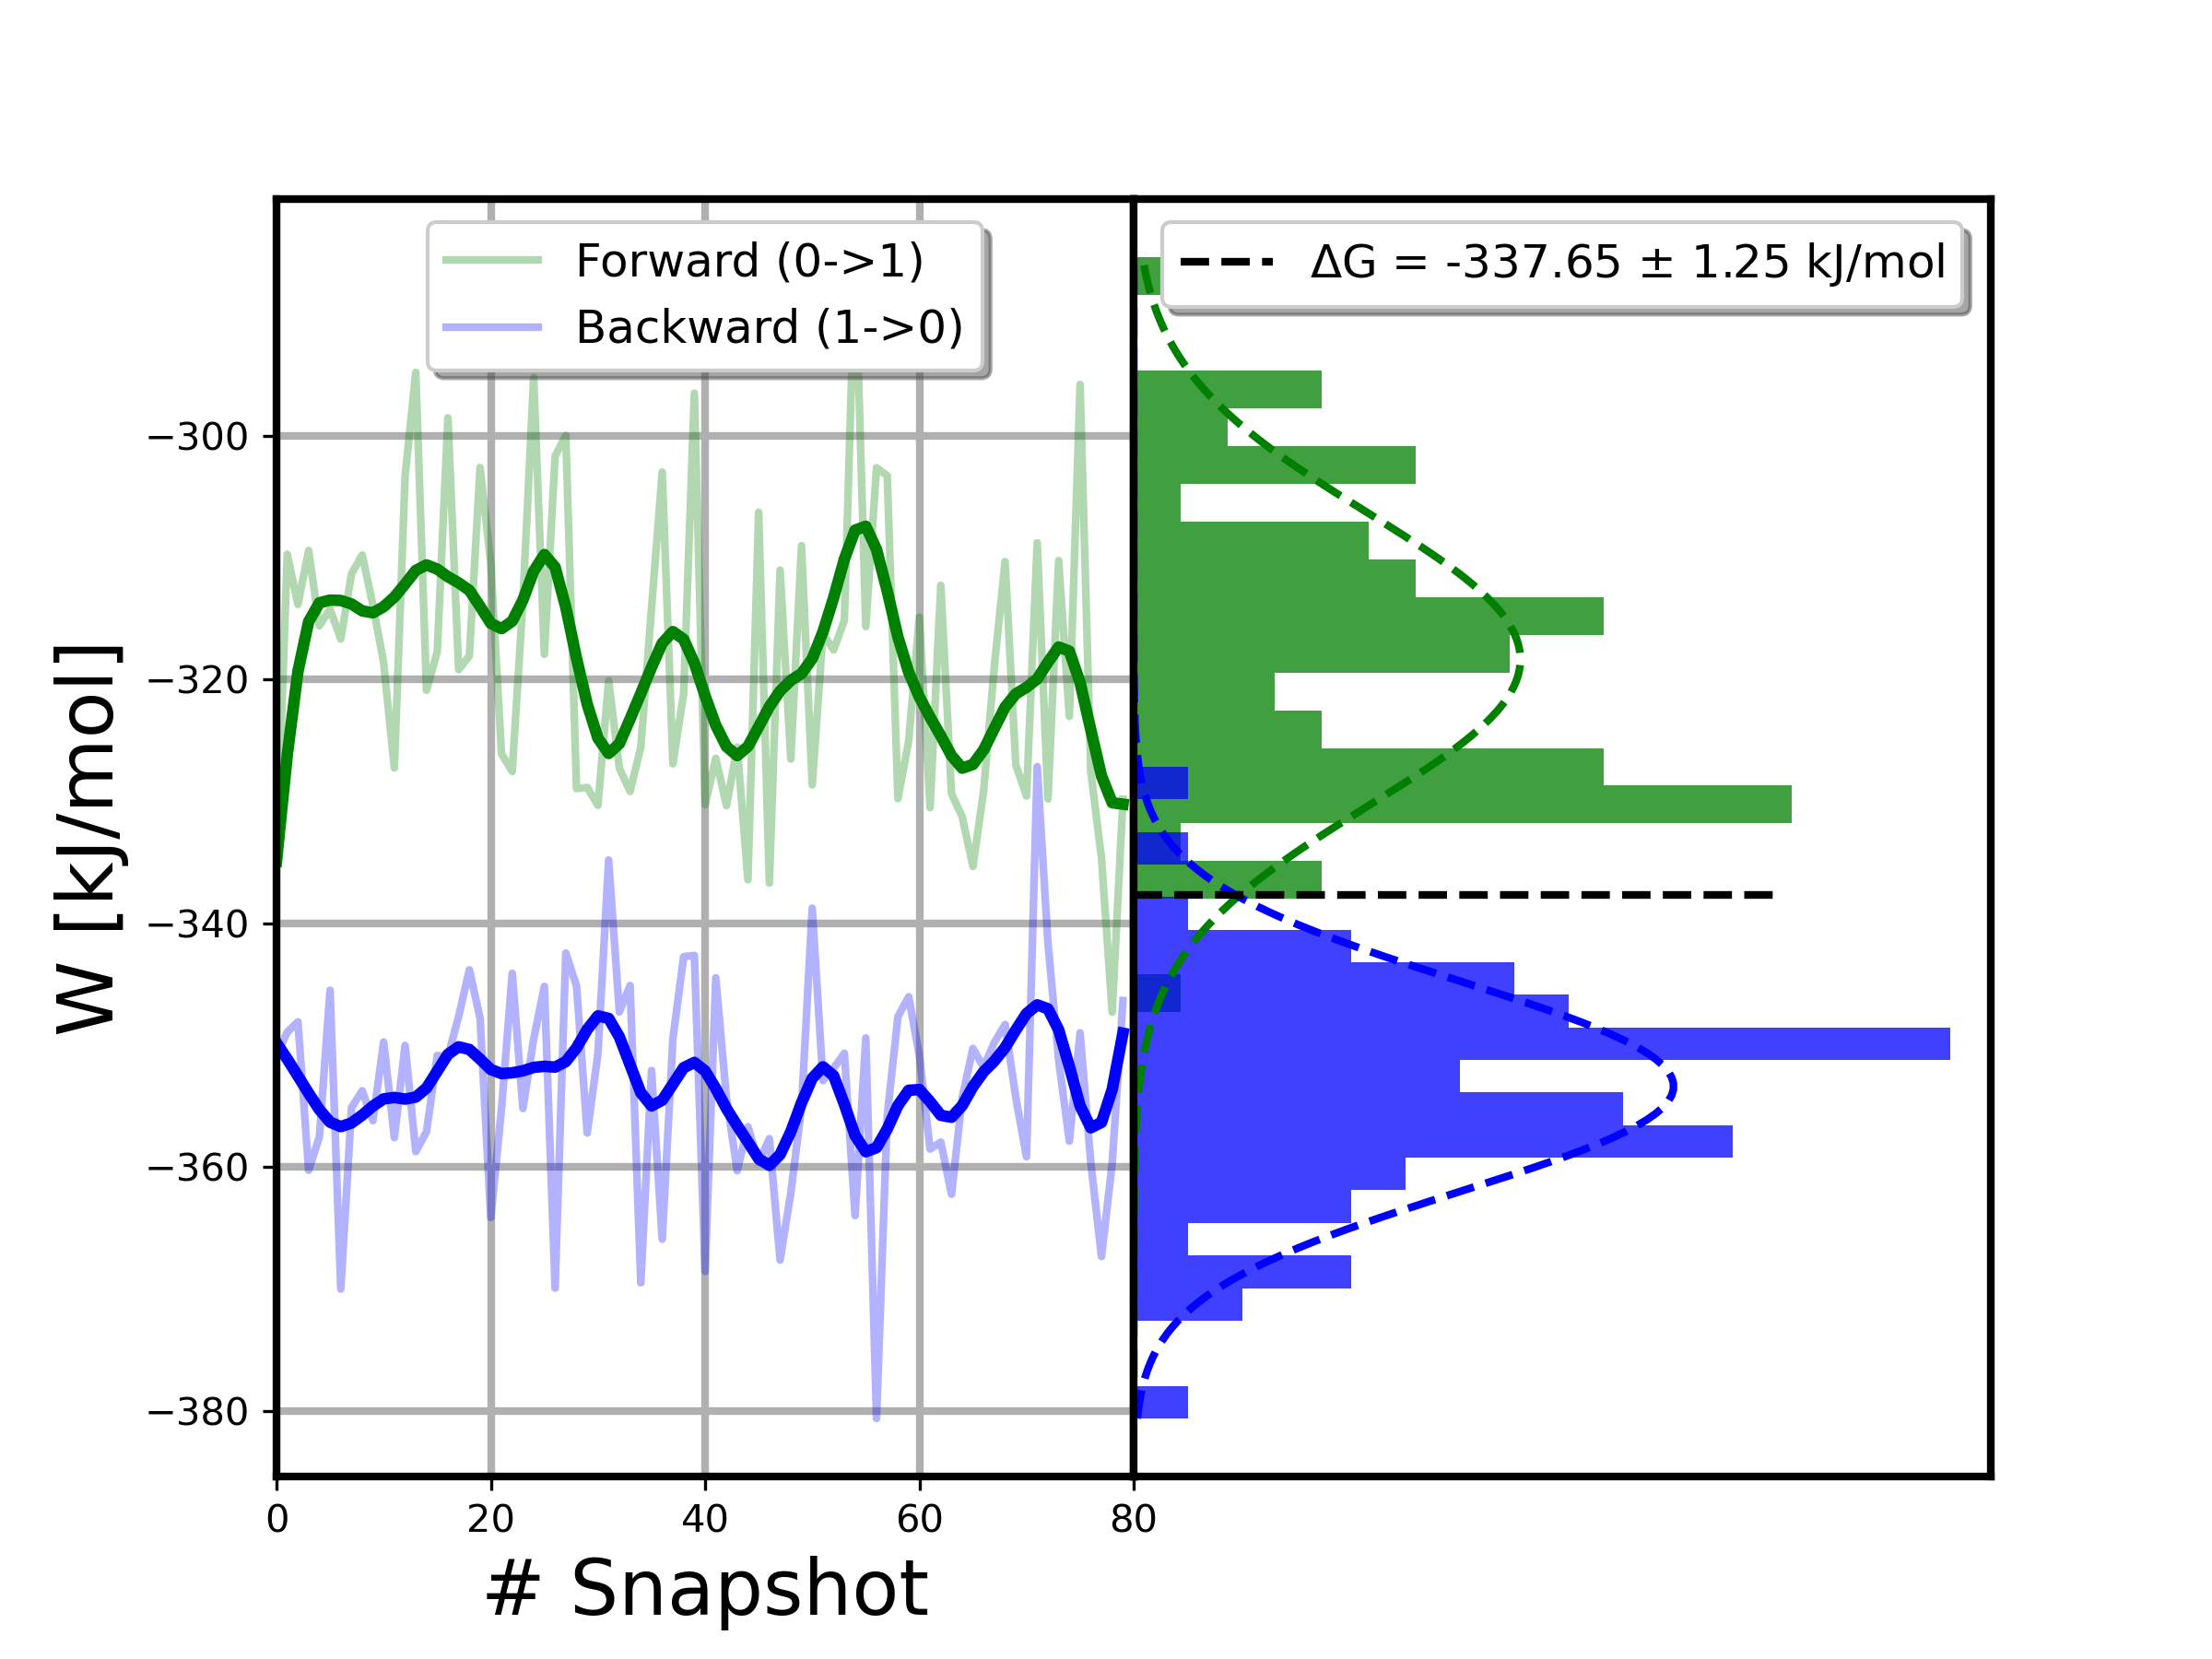 Forward (0->1)
Backward (1->0)
ΔG = -337.65 ± 1.25 kJ/mol
W [kJ/mol]
−300
−320
−340
−360
−380
0 20 40 60 80
# Snapshot